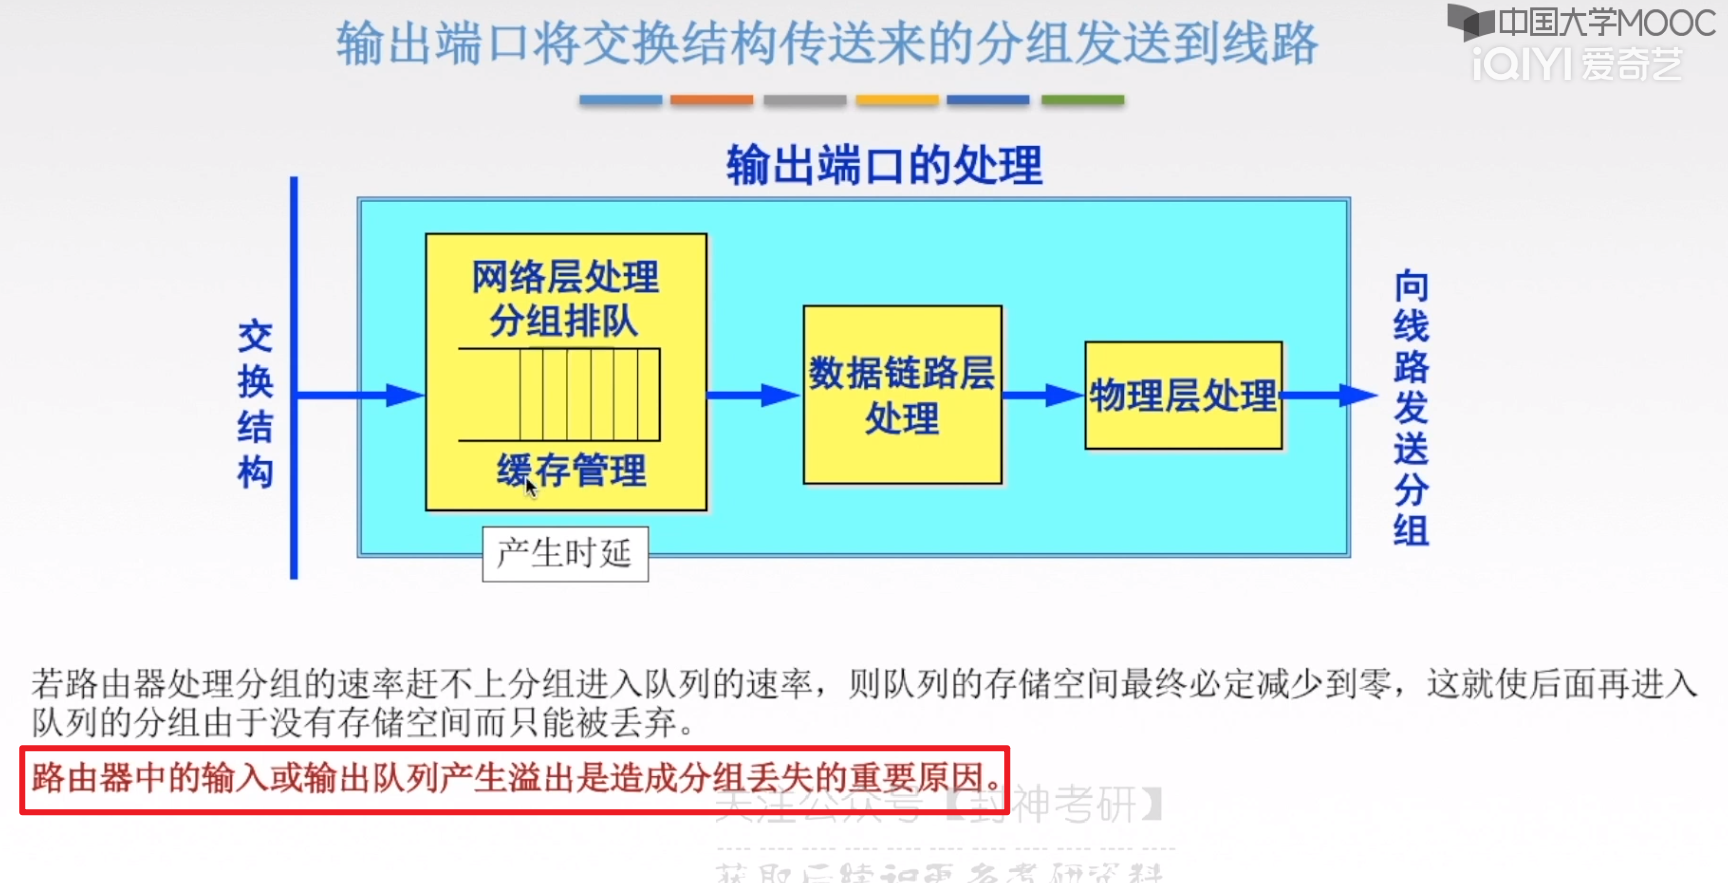 中国大学MOOC
iQIYI 爱奇艺
输出端口将交换结构传送来的分组发送到线路
输出端口的处理
交换结构
网络层处理
分组排队
缓存管理
产生时延
数据链路层
处理
物理层处理
向线路发送分组
若路由器处理分组的速率赶不上分组进入队列的速率，则队列的存储空间最终必定减少到零，这就使后面再进入
队列的分组由于没有存储空间而只能被丢弃。
路由器中的输入或输出队列产生溢出是造成分组丢失的重要原因。
关注公众号【封神考研】
获取后续课更多考研资料